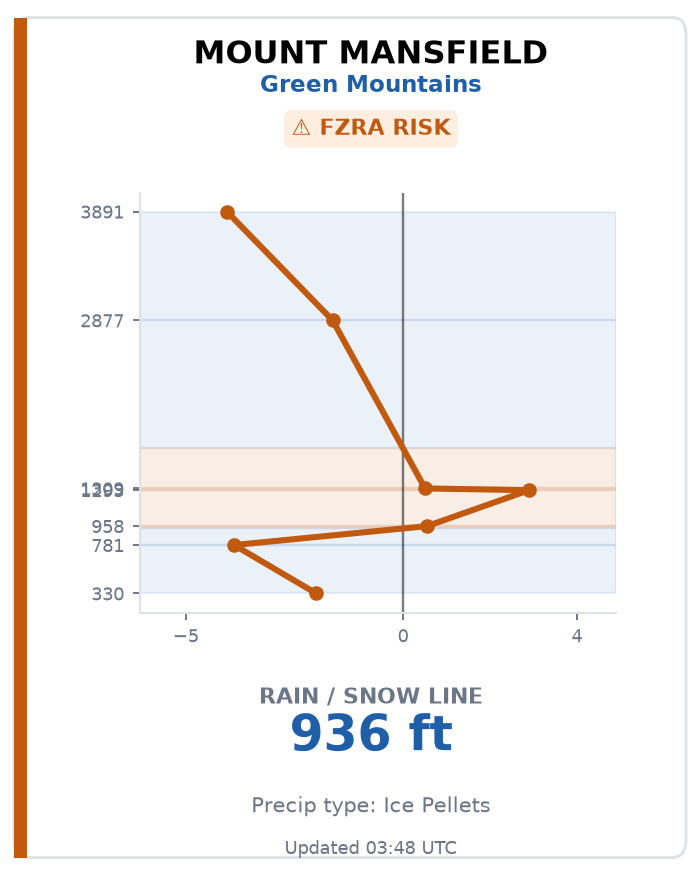 MOUNT MANSFIELD
Green Mountains
⚠ FZRA RISK
3891
2877
958
781
330
−5 0 4
RAIN / SNOW LINE
936 ft
Precip type: Ice Pellets
Updated 03:48 UTC